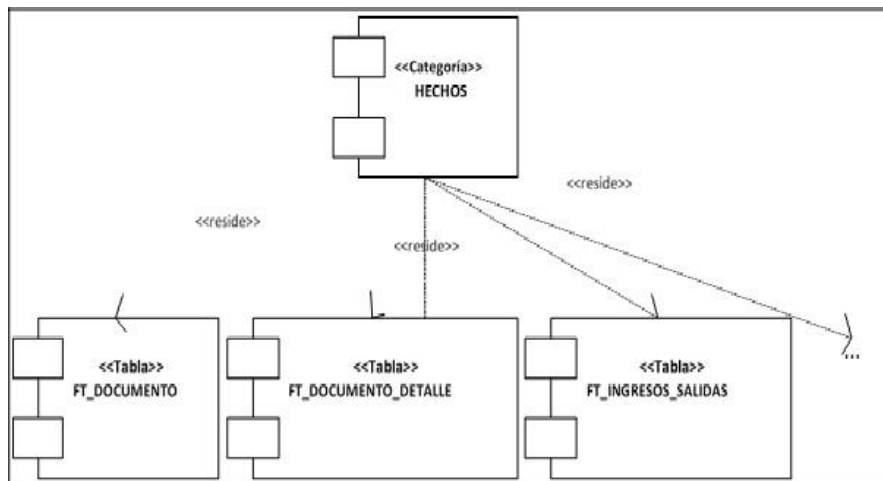 <<Categoría>>
HECHOS
<<reside>>
<<reside>>
<<reside>>
<<Tabla>>
FT_DOCUMENTO
<<Tabla>>
FT_DOCUMENTO_DETALLE
<<Tabla>>
FT_INGRESOS_SALIDAS
...